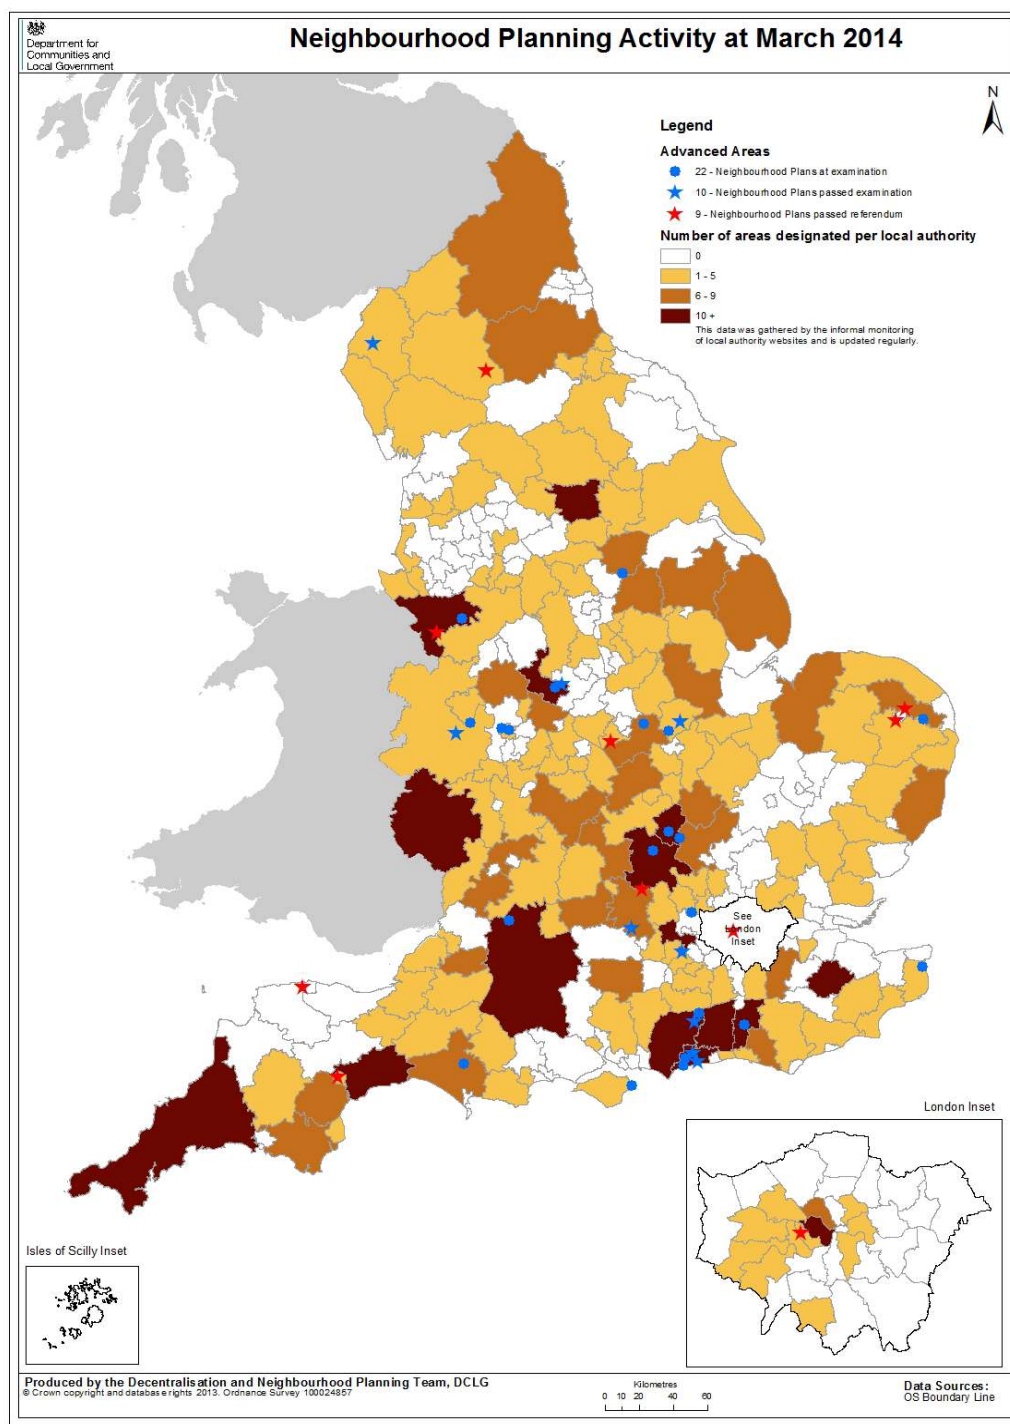 Department for
Communities and
Local Government
Neighbourhood Planning Activity at March 2014
N
Legend
Advanced Areas
22 - Neighbourhood Plans at examination
10 - Neighbourhood Plans passed examination
9 - Neighbourhood Plans passed referendum
Number of areas designated per local authority
0
1 - 5
6 - 9
10 +
This data was gathered by the informal monitoring
of local authority websites and is updated regularly.
See
London
Inset
London Inset
Isles of Scilly Inset
Produced by the Decentralisation and Neighbourhood Planning Team, DCLG
© Crown copyright and database rights 2013. Ordnance Survey 100024857
Kilometres
0 10 20 40 60
Data Sources:
OS Boundary Line